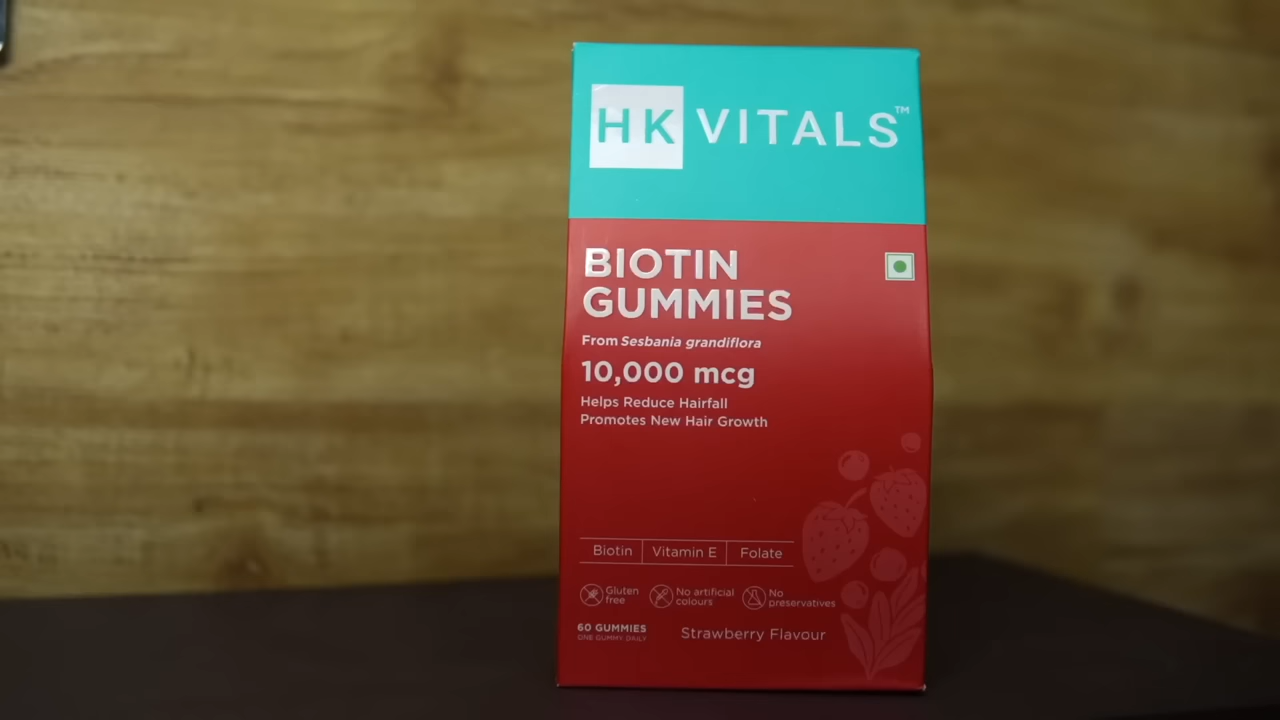 HK VITALS™
BIOTIN
GUMMIES
From Sesbania grandiflora
10,000 mcg
Helps Reduce Hairfall
Promotes New Hair Growth
Biotin Vitamin E Folate
Gluten free No artificial colours No preservatives
60 GUMMIES
ONE GUMMY DAILY
Strawberry Flavour